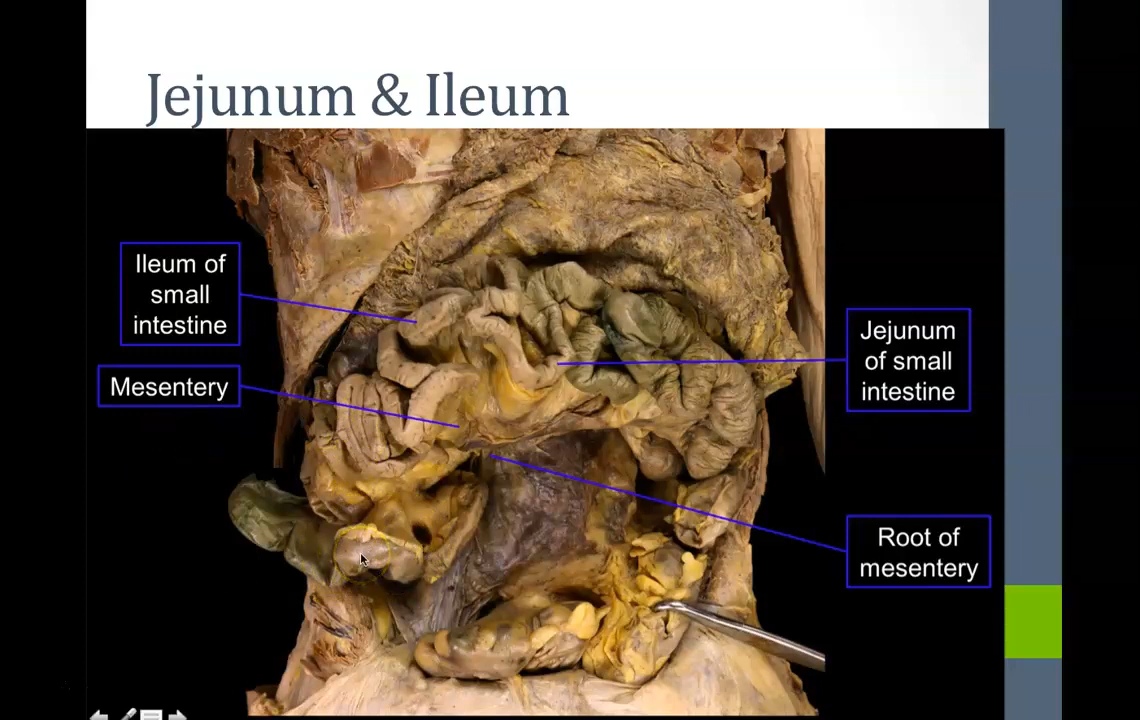 Jejunum & Ileum
Ileum of
small
intestine
Mesentery
Jejunum
of small
intestine
Root of
mesentery